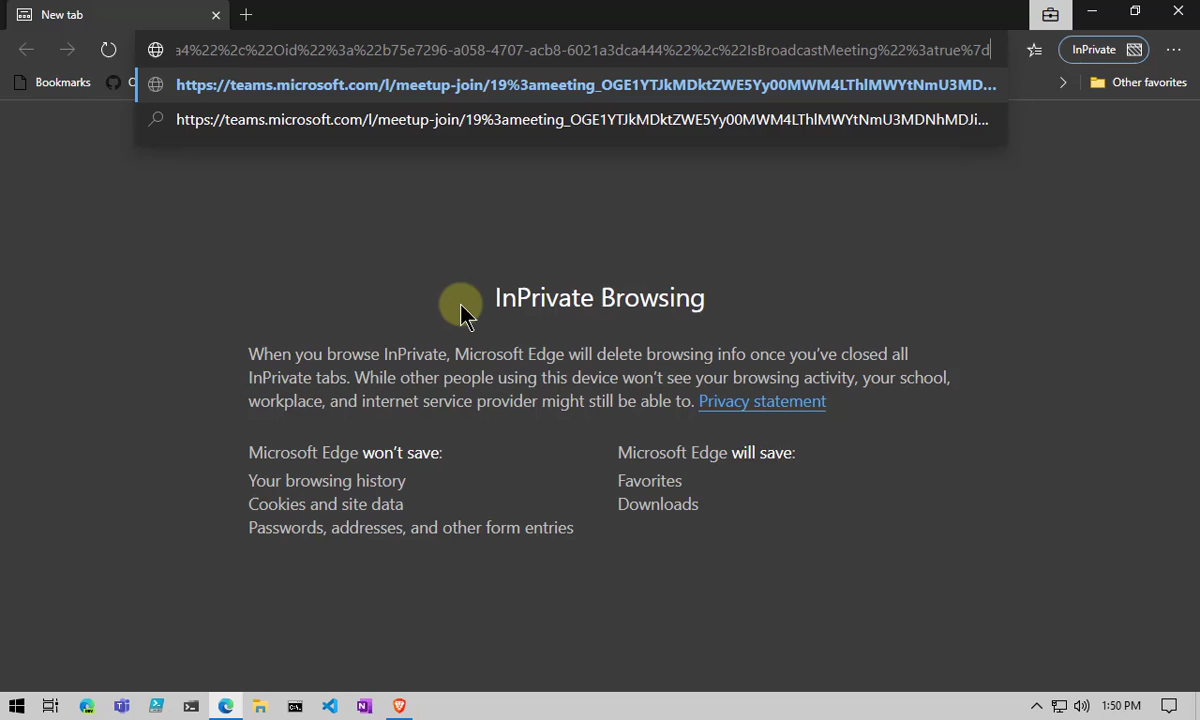 New tab
a4%22%2c%22Oid%22%3a%22b75e7296-a058-4707-acb8-6021a3dca444%22%2c%22IsBroadcastMeeting%22%3atrue%7d
InPrivate
https://teams.microsoft.com/l/meetup-join/19%3ameeting_OGE1YTJkMDktZWE5Yy00MWM4LThlMWYtNmU3MD...
Bookmarks
Other favorites
https://teams.microsoft.com/l/meetup-join/19%3ameeting_OGE1YTJkMDktZWE5Yy00MWM4LThlMWYtNmU3MDNhMDJi...
InPrivate Browsing
When you browse InPrivate, Microsoft Edge will delete browsing info once you've closed all
InPrivate tabs. While other people using this device won't see your browsing activity, your school,
workplace, and internet service provider might still be able to. Privacy statement
Microsoft Edge won't save:
Your browsing history
Cookies and site data
Passwords, addresses, and other form entries
Microsoft Edge will save:
Favorites
Downloads
1:50 PM